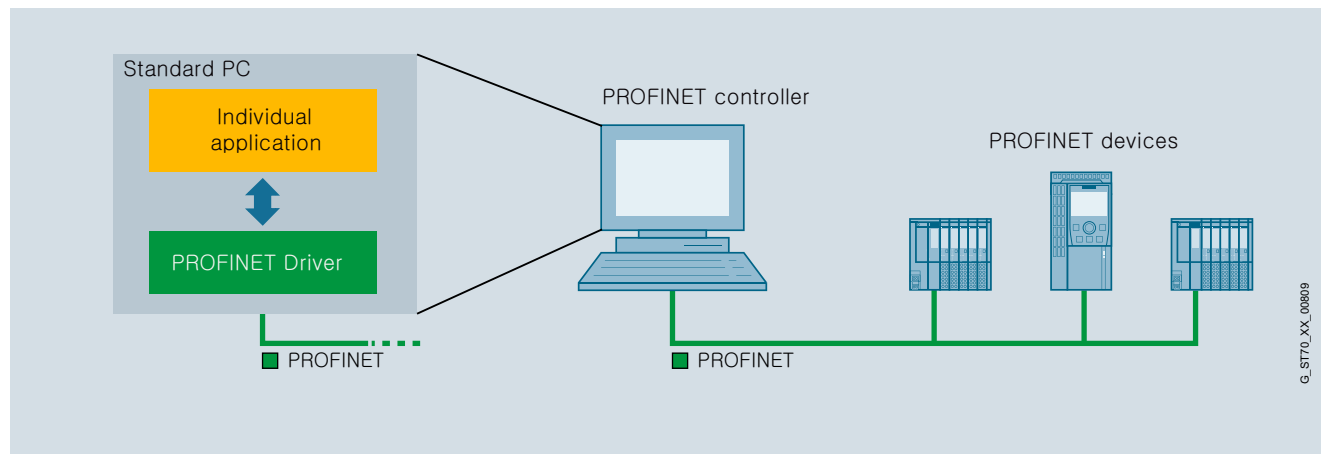 Standard PC
Individual
application
PROFINET Driver
PROFINET
PROFINET controller
PROFINET
PROFINET devices
G_ST70_XX_00809